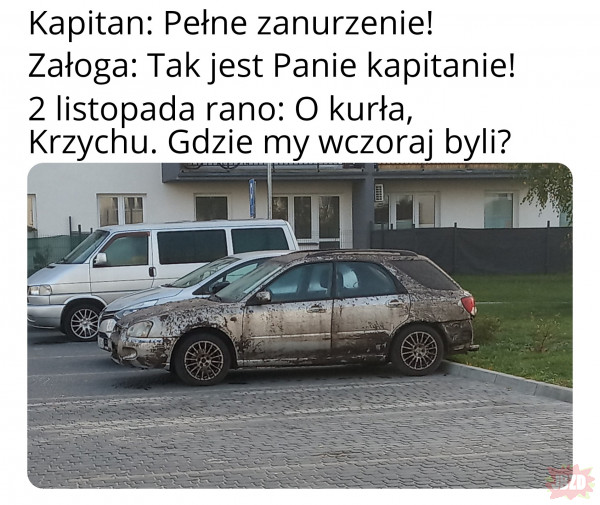 Kapitan: Pełne zanurzenie!
Załoga: Tak jest Panie kapitanie!
2 listopada rano: O kurła,
Krzychu. Gdzie my wczoraj byli?